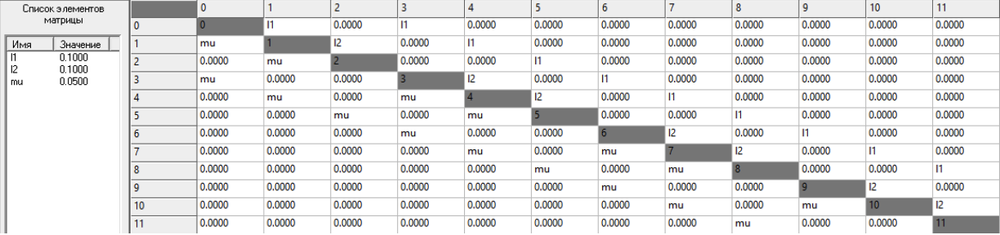 Список элементов
матрицы
Имя Значение
l1 0.1000
l2 0.1000
mu 0.0500
0 1 2 3 4 5 6 7 8 9 10 11
0 0 l1 0.0000 l1 0.0000 0.0000 0.0000 0.0000 0.0000 0.0000 0.0000 0.0000
1 mu 1 l2 0.0000 l1 0.0000 0.0000 0.0000 0.0000 0.0000 0.0000 0.0000
2 0.0000 mu 2 0.0000 0.0000 l1 0.0000 0.0000 0.0000 0.0000 0.0000 0.0000
3 mu 0.0000 0.0000 3 l2 0.0000 l1 0.0000 0.0000 0.0000 0.0000 0.0000
4 0.0000 mu 0.0000 mu 4 l2 0.0000 l1 0.0000 0.0000 0.0000 0.0000
5 0.0000 0.0000 mu 0.0000 mu 5 0.0000 0.0000 l1 0.0000 0.0000 0.0000
6 0.0000 0.0000 0.0000 mu 0.0000 0.0000 6 l2 0.0000 l1 0.0000 0.0000
7 0.0000 0.0000 0.0000 0.0000 mu 0.0000 mu 7 l2 0.0000 l1 0.0000
8 0.0000 0.0000 0.0000 0.0000 0.0000 mu 0.0000 mu 8 0.0000 0.0000 l1
9 0.0000 0.0000 0.0000 0.0000 0.0000 0.0000 mu 0.0000 0.0000 9 l2 0.0000
10 0.0000 0.0000 0.0000 0.0000 0.0000 0.0000 0.0000 mu 0.0000 mu 10 l2
11 0.0000 0.0000 0.0000 0.0000 0.0000 0.0000 0.0000 0.0000 mu 0.0000 0.0000 11